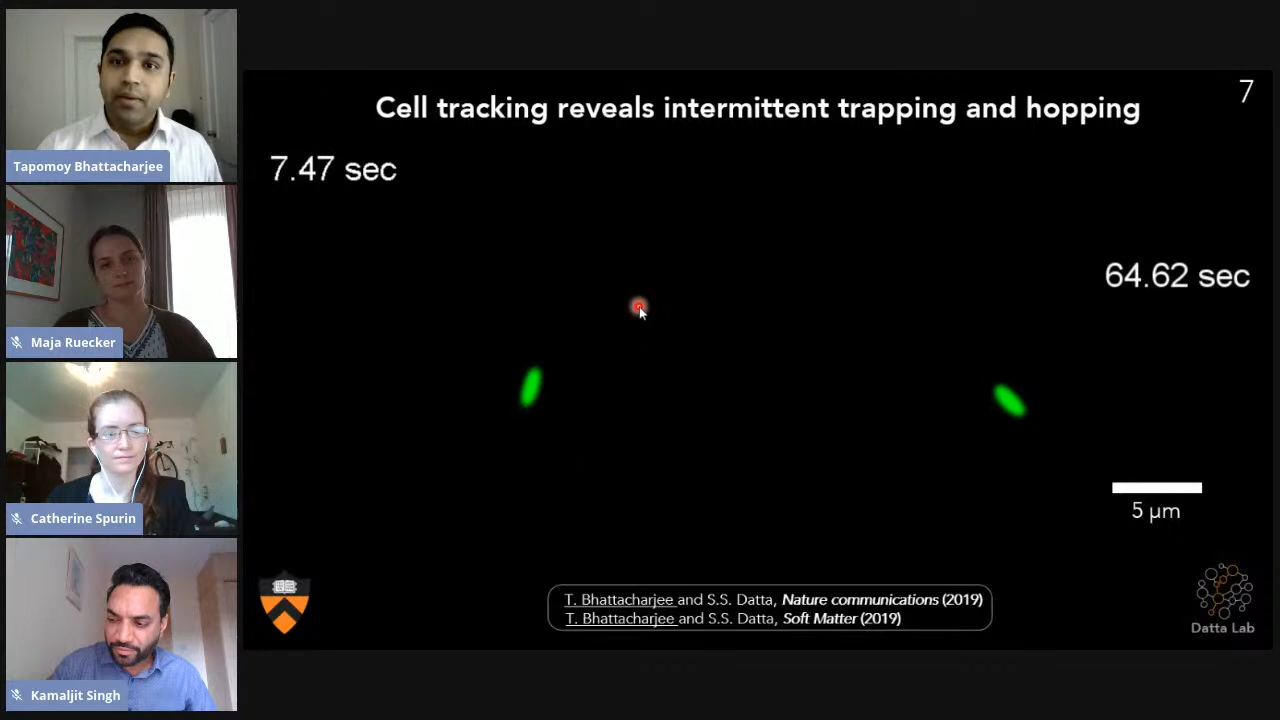 Tapomoy Bhattacharjee
Maja Ruecker
Catherine Spurin
Kamaljit Singh
7
Cell tracking reveals intermittent trapping and hopping
7.47 sec
64.62 sec
5 μm
T. Bhattacharjee and S.S. Datta, Nature communications (2019)
T. Bhattacharjee and S.S. Datta, Soft Matter (2019)
Datta Lab